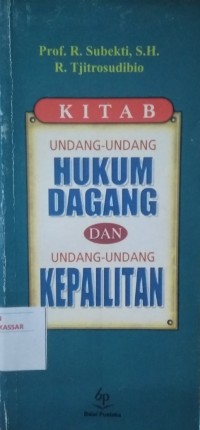 Prof. R. Subekti, S.H.
R. Tjitrosudibio
KITAB
UNDANG-UNDANG
HUKUM
DAGANG
DAN
UNDANG-UNDANG
KEPAILITAN
KASSAR
Balai Pustaka